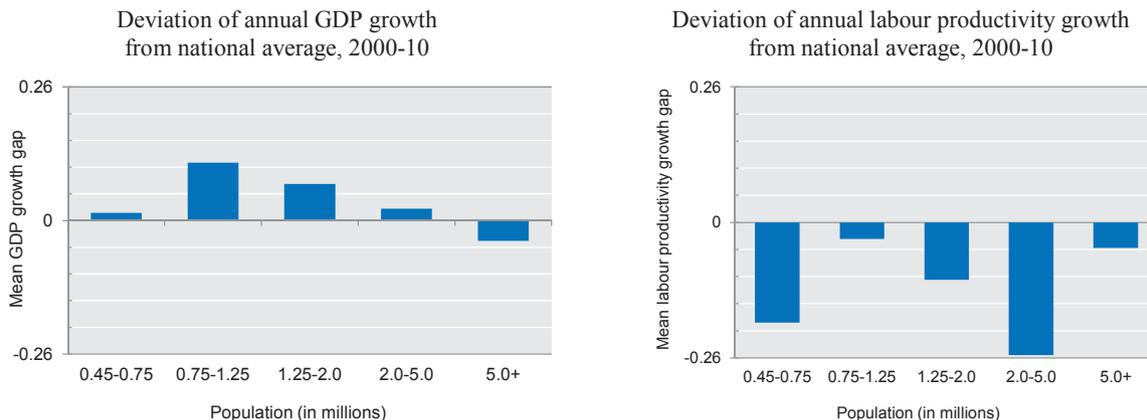 Deviation of annual GDP growth
from national average, 2000-10
0.26
0
-0.26
Mean GDP growth gap
0.45-0.75 0.75-1.25 1.25-2.0 2.0-5.0 5.0+
Population (in millions)
Deviation of annual labour productivity growth
from national average, 2000-10
0.26
0
-0.26
Mean labour productivity growth gap
0.45-0.75 0.75-1.25 1.25-2.0 2.0-5.0 5.0+
Population (in millions)